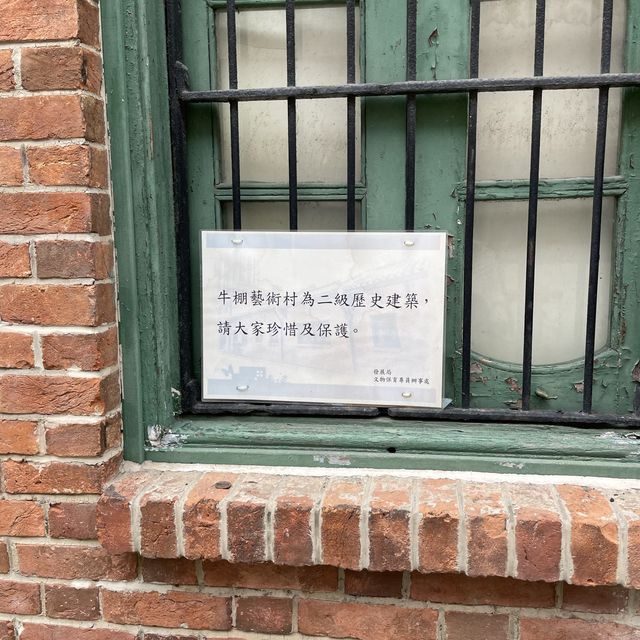 牛棚藝術村為二級歷史建築，
請大家珍惜及保護。
發展局
文物保育專員辦事處